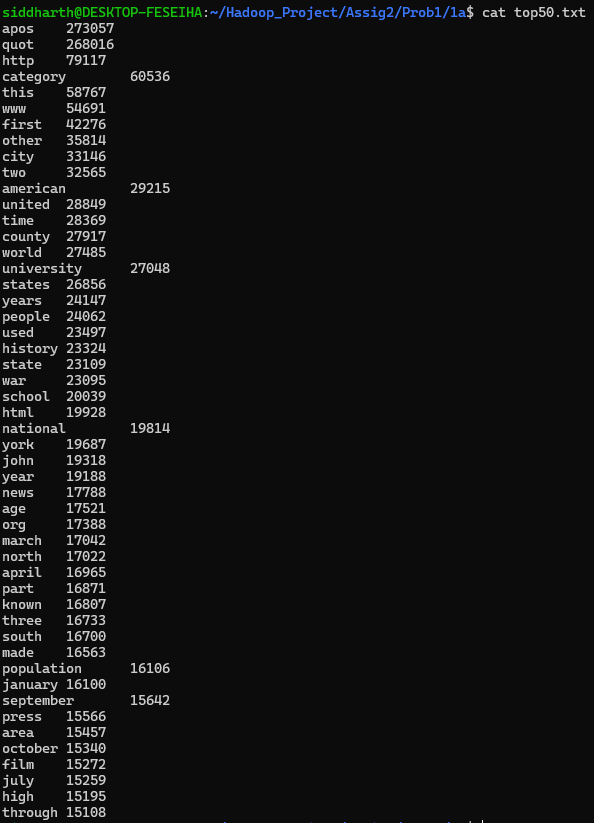 siddharth@DESKTOP-FESEIHA:~/Hadoop_Project/Assig2/Prob1/1a$ cat top50.txt
apos	273057
quot	268016
http	79117
category	60536
this	58767
www	54691
first	42276
other	35814
city	33146
two	32565
american	29215
united	28849
time	28369
county	27917
world	27485
university	27048
states	26856
years	24147
people	24062
used	23497
history	23324
state	23109
war	23095
school	20039
html	19928
national	19814
york	19687
john	19318
year	19188
news	17788
age	17521
org	17388
march	17042
north	17022
april	16965
part	16871
known	16807
three	16733
south	16700
made	16563
population	16106
january	16100
september	15642
press	15566
area	15457
october	15340
film	15272
july	15259
high	15195
through	15108